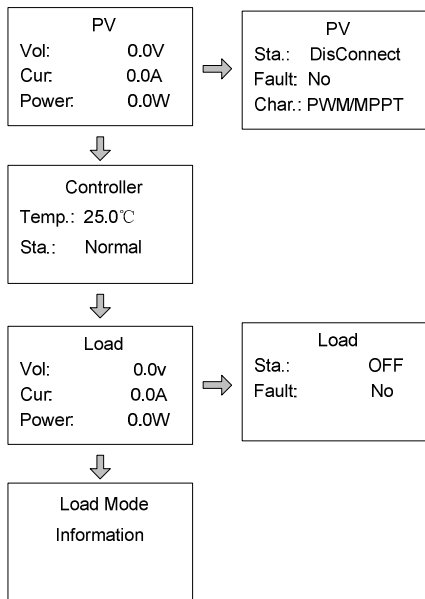 PV
Vol: 0.0V
Cur: 0.0A
Power: 0.0W
PV
Sta.: DisConnect
Fault: No
Char.: PWM/MPPT
Controller
Temp.: 25.0℃
Sta.: Normal
Load
Vol: 0.0v
Cur: 0.0A
Power: 0.0W
Load
Sta.: OFF
Fault: No
Load Mode
Information